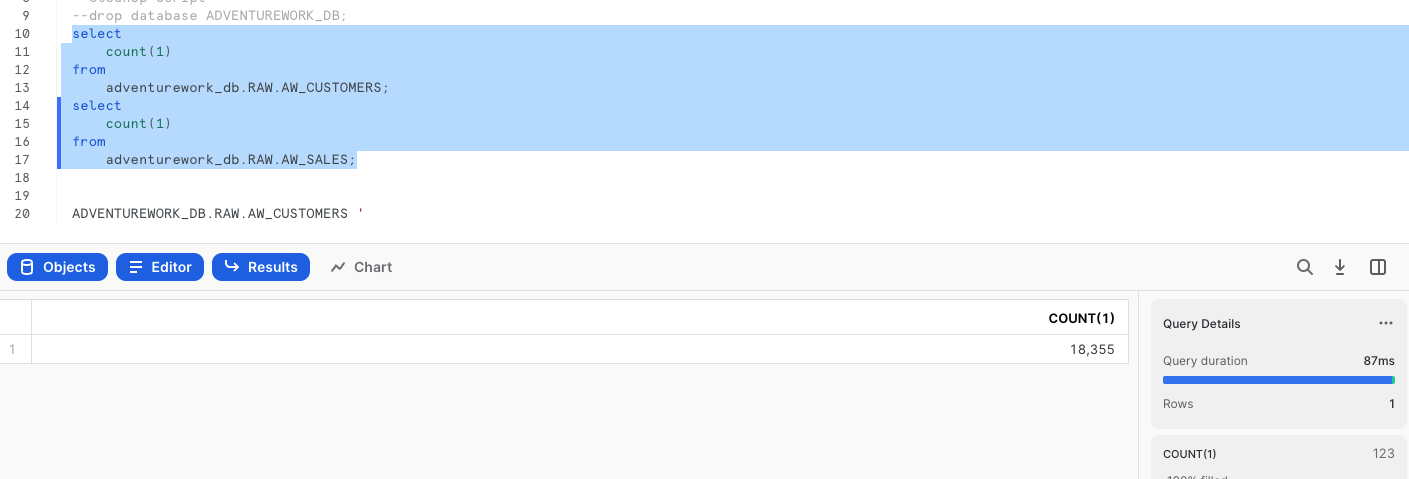 9 --drop database ADVENTUREWORK_DB;
10 select
11 count(1)
12 from
13 adventurework_db.RAW.AW_CUSTOMERS;
14 select
15 count(1)
16 from
17 adventurework_db.RAW.AW_SALES;
18
19
20 ADVENTUREWORK_DB.RAW.AW_CUSTOMERS '
Objects Editor Results Chart
COUNT(1)
1 18,355
Query Details ...
Query duration 87ms
Rows 1
COUNT(1) 123